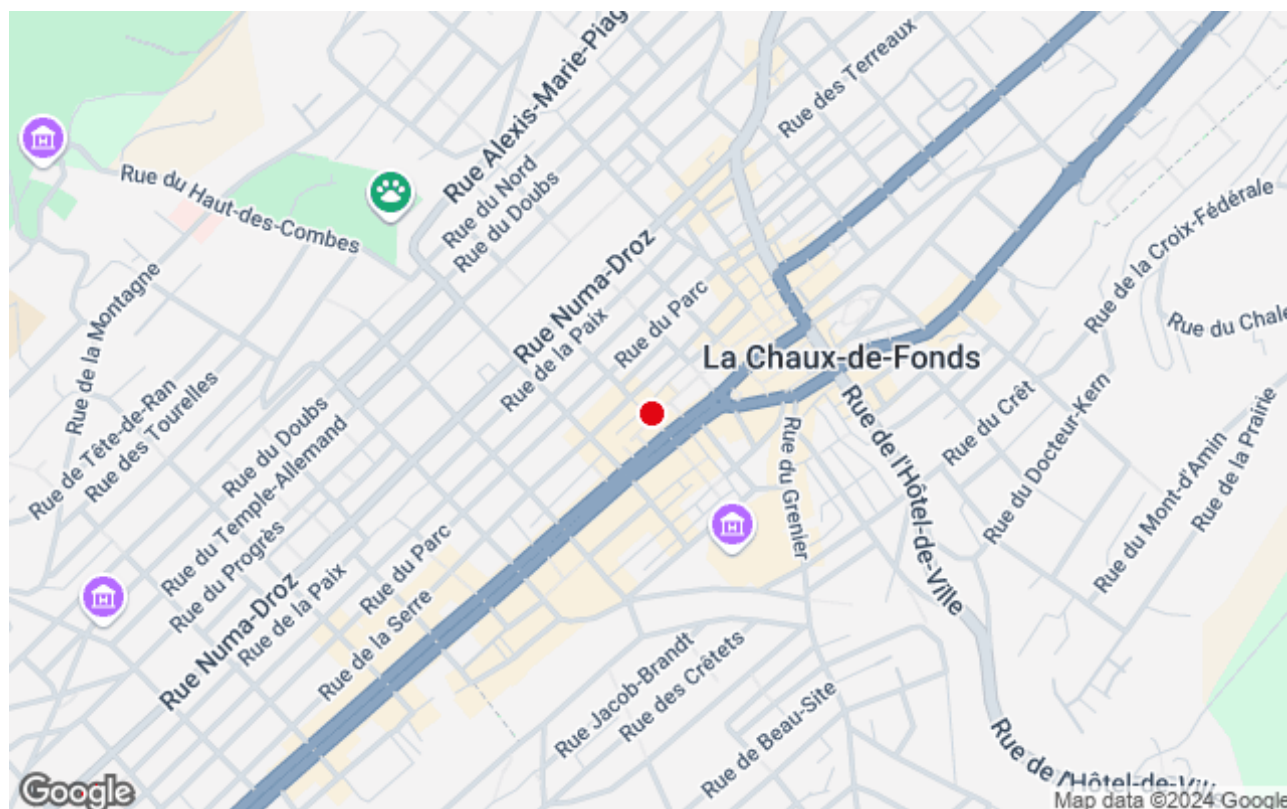 Rue Alexis-Marie-Piag
Rue des Terreaux
Rue du Haut-des-Combes
Rue du Nord
Rue du Doubs
Rue de la Croix-Fédérale
Rue Numa-Droz
Rue du Parc
Rue de la Paix
Rue de la Montagne
Rue du Chale
La Chaux-de-Fonds
Rue de Tête-de-Ran
Rue des Tourelles
Rue du Doubs
Rue du Temple-Allemand
Rue du Progrès
Rue du Crêt
Rue du Docteur-Kern
Rue du Mont-d'Amin
Rue de la Prairie
Rue du Grenier
Rue de l'Hôtel-de-Ville
Rue du Parc
Rue de la Paix
Rue de la Serre
Rue Numa-Droz
Rue Jacob-Brandt
Rue des Crêtets
Rue de Beau-Site
Rue de l'Hôtel-de-Vill
Google
Map data ©2024 Google